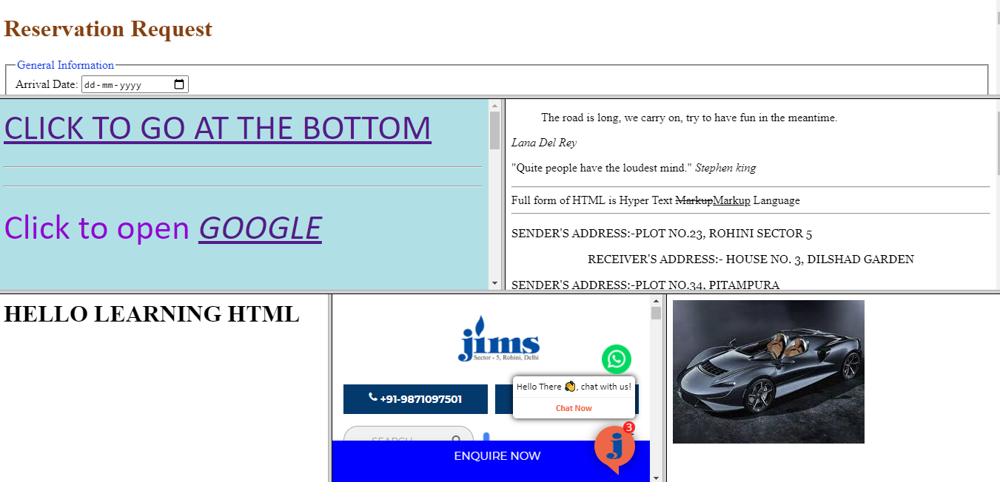 Reservation Request
General Information
Arrival Date: dd-mm-yyyy
CLICK TO GO AT THE BOTTOM
Click to open GOOGLE
The road is long, we carry on, try to have fun in the meantime.
Lana Del Rey
"Quite people have the loudest mind." Stephen king
Full form of HTML is Hyper Text MarkupMarkup Language
SENDER'S ADDRESS:-PLOT NO.23, ROHINI SECTOR 5
RECEIVER'S ADDRESS:- HOUSE NO. 3, DILSHAD GARDEN
SENDER'S ADDRESS:-PLOT NO.34, PITAMPURA
HELLO LEARNING HTML
jims
Sector - 5, Rohini, Delhi
Hello There 👏, chat with us!
+91-9871097501
Chat Now
3
SEARCH
j
ENQUIRE NOW